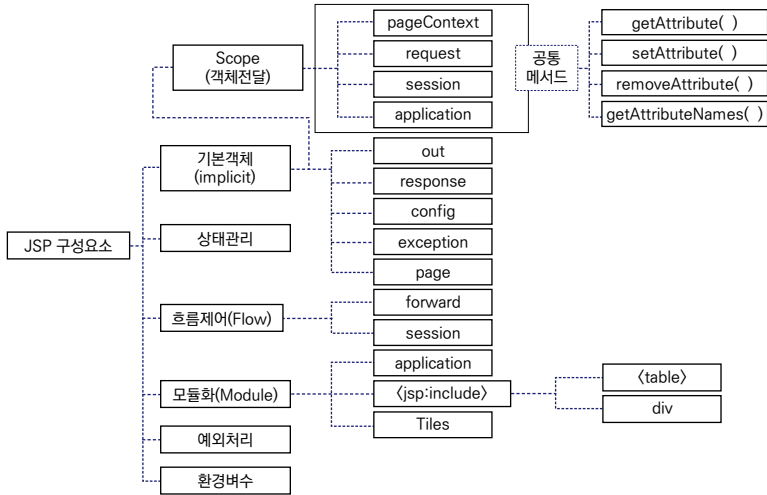 pageContext
request
session
application
Scope
(객체전달)
공통
메서드
getAttribute( )
setAttribute( )
removeAttribute( )
getAttributeNames( )
JSP 구성요소
기본객체
(implicit)
out
response
config
exception
page
상태관리
흐름제어(Flow)
forward
session
모듈화(Module)
application
〈jsp:include〉
Tiles
〈table〉
div
예외처리
환경벼수